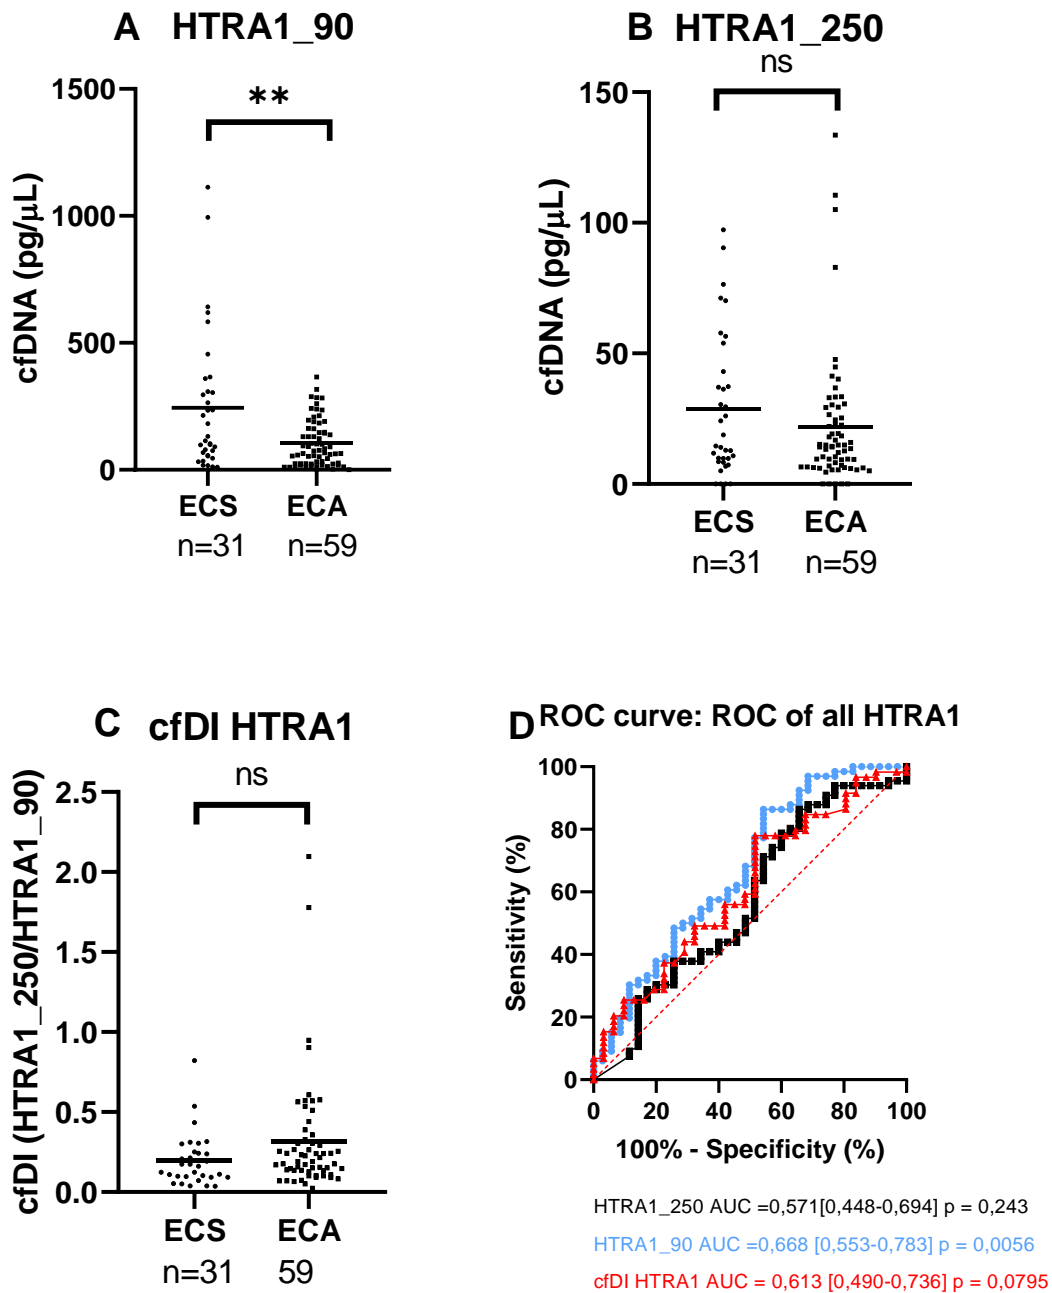 A HTRA1_90
**
cfDNA (pg/μL)
1500
1000
500
0
ECS ECA
n=31 n=59
B HTRA1_250
ns
cfDNA (pg/μL)
150
100
50
0
ECS ECA
n=31 n=59
C cfDI HTRA1
ns
cfDI (HTRA1_250/HTRA1_90)
2.5
2.0
1.5
1.0
0.5
0.0
ECS ECA
n=31 59
D ROC curve: ROC of all HTRA1
Sensitivity (%)
100
80
60
40
20
0
0 20 40 60 80 100
100% - Specificity (%)
HTRA1_250 AUC =0,571[0,448-0,694] p = 0,243
HTRA1_90 AUC =0,668 [0,553-0,783] p = 0,0056
cfDI HTRA1 AUC = 0,613 [0,490-0,736] p = 0,0795